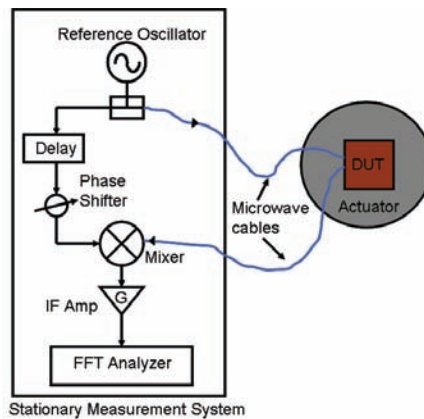 Reference Oscillator
Delay
Phase
Shifter
Mixer
IF Amp
G
FFT Analyzer
Microwave
cables
DUT
Actuator
Stationary Measurement System